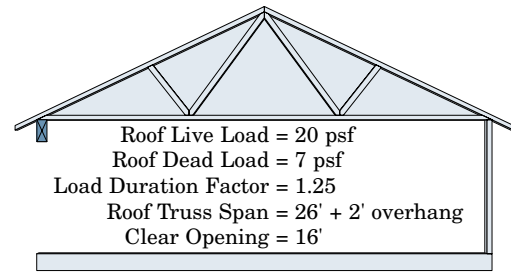 Roof Live Load = 20 psf
Roof Dead Load = 7 psf
Load Duration Factor = 1.25
Roof Truss Span = 26' + 2' overhang
Clear Opening = 16'